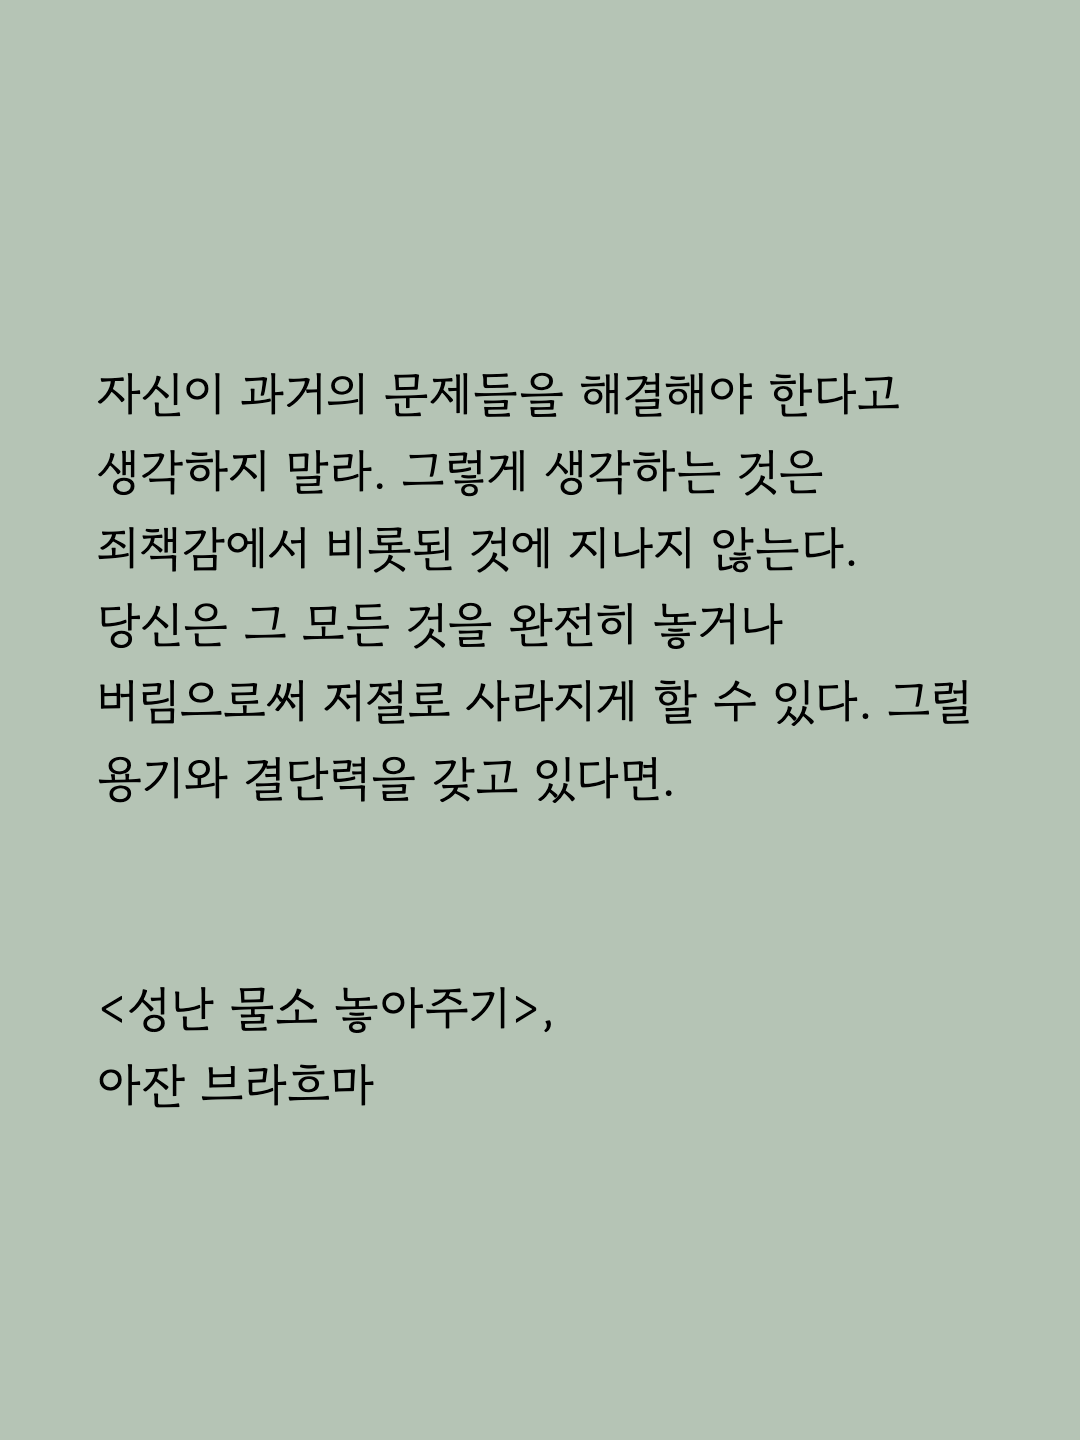 자신이 과거의 문제들을 해결해야 한다고
생각하지 말라. 그렇게 생각하는 것은
죄책감에서 비롯된 것에 지나지 않는다.
당신은 그 모든 것을 완전히 놓거나
버림으로써 저절로 사라지게 할 수 있다. 그럴
용기와 결단력을 갖고 있다면.
<성난 물소 놓아주기>,
아잔 브라흐마